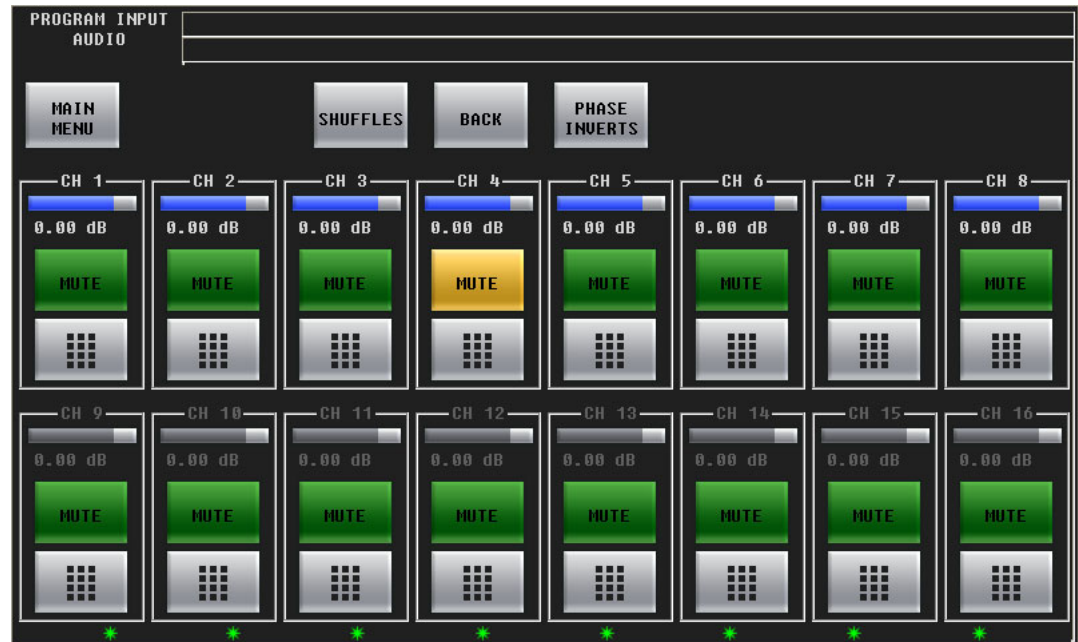 PROGRAM INPUT
AUDIO
MAIN
MENU
SHUFFLES
BACK
PHASE
INVERTS
CH 1 CH 2 CH 3 CH 4 CH 5 CH 6 CH 7 CH 8
0.00 dB 0.00 dB 0.00 dB 0.00 dB 0.00 dB 0.00 dB 0.00 dB 0.00 dB
MUTE MUTE MUTE MUTE MUTE MUTE MUTE MUTE
CH 9 CH 10 CH 11 CH 12 CH 13 CH 14 CH 15 CH 16
0.00 dB 0.00 dB 0.00 dB 0.00 dB 0.00 dB 0.00 dB 0.00 dB 0.00 dB
MUTE MUTE MUTE MUTE MUTE MUTE MUTE MUTE